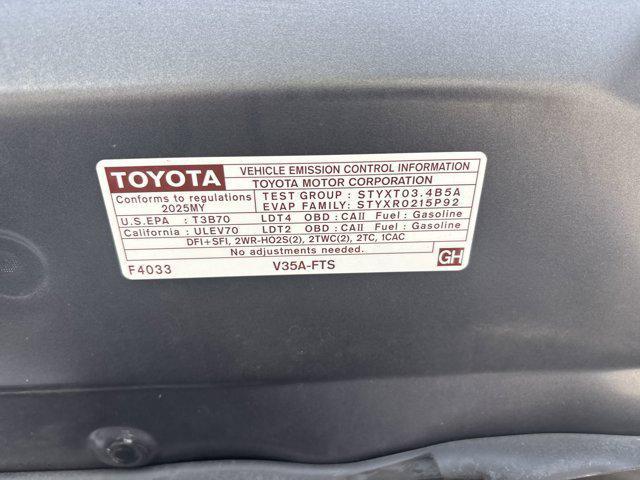 TOYOTA VEHICLE EMISSION CONTROL INFORMATION
TOYOTA MOTOR CORPORATION
Conforms to regulations TEST GROUP : STYXT03.4B5A
2025MY EVAP FAMILY: STYXR0215P92
U.S.EPA : T3B70 LDT4 OBD : CAII Fuel : Gasoline
California : ULEV70 LDT2 OBD : CAII Fuel : Gasoline
DFI+SFI, 2WR-HO2S(2), 2TWC(2), 2TC, 1CAC
No adjustments needed.
F4033 V35A-FTS GH